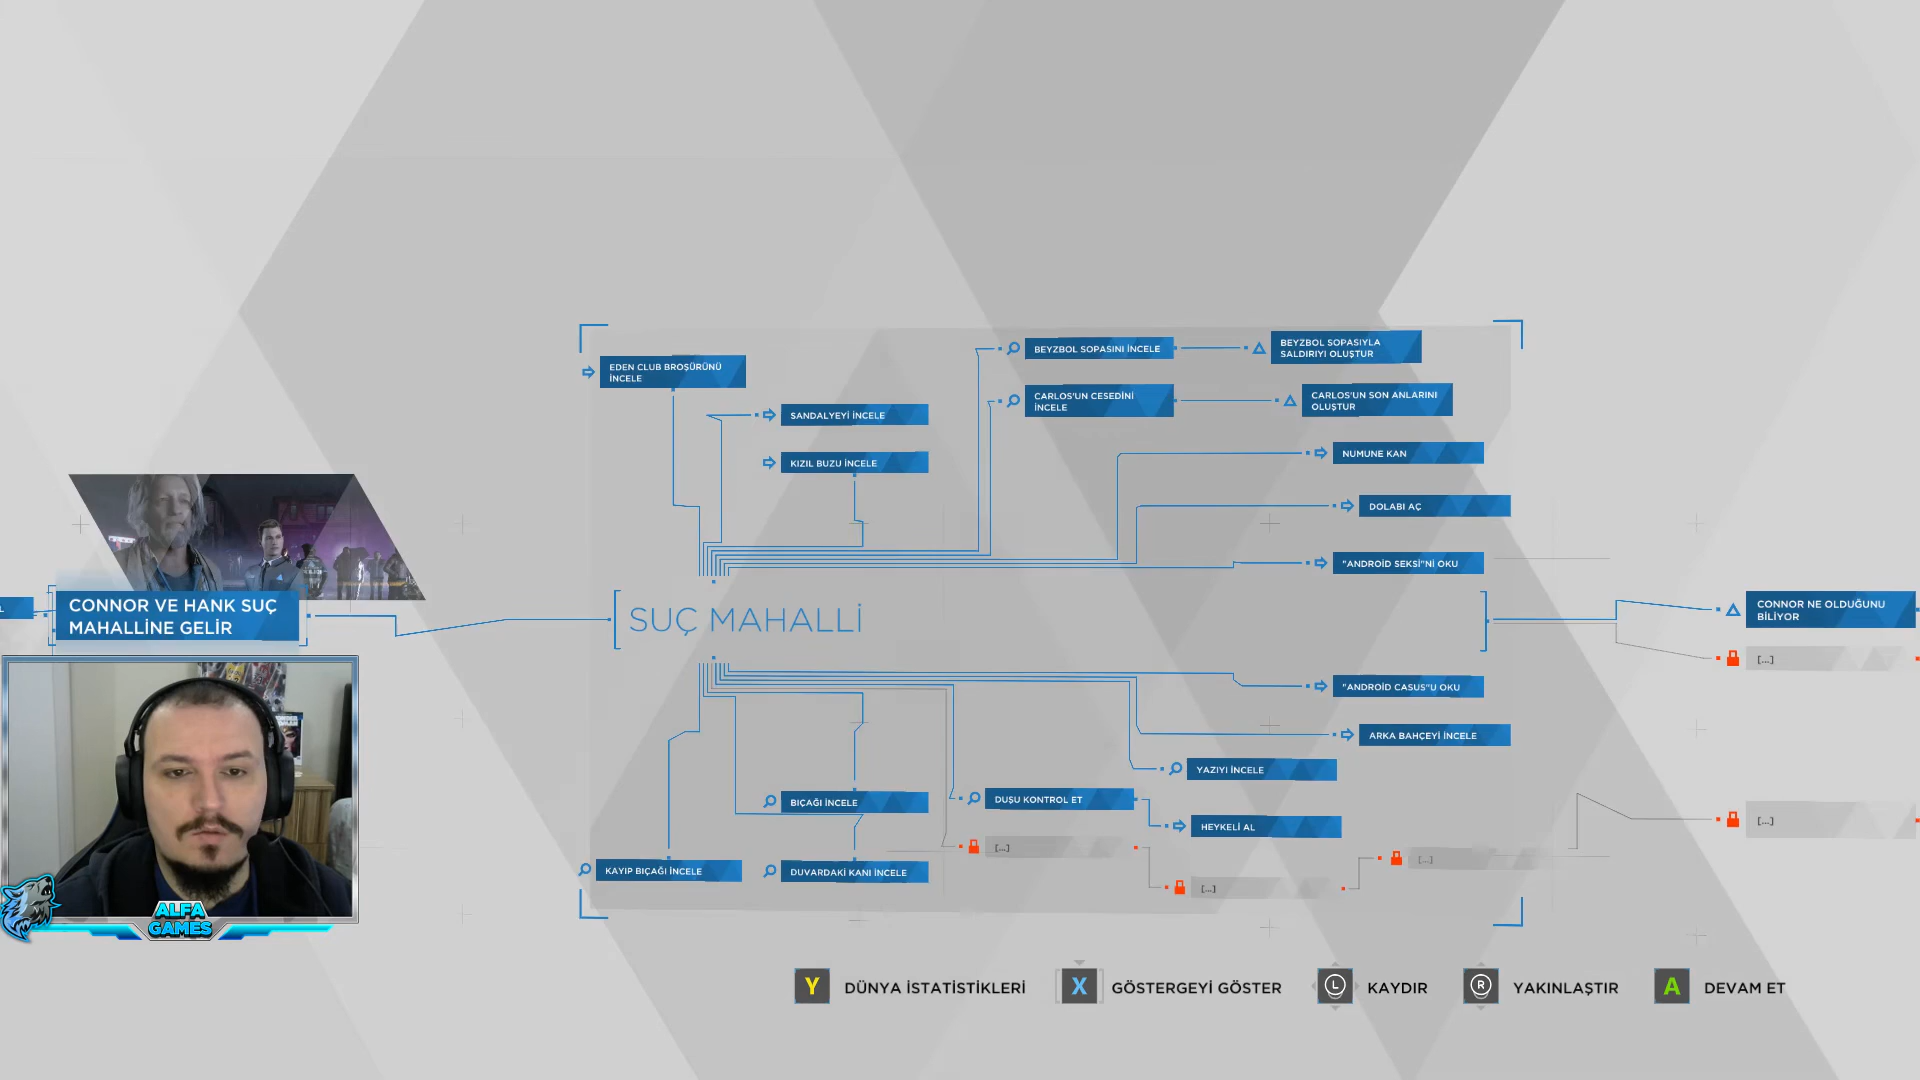 BEYZBOL SOPASINI İNCELE
BEYZBOL SOPASIYLA
SALDIRIYI OLUŞTUR
EDEN CLUB BROŞÜRÜNÜ
İNCELE
CARLOS'UN CESEDİNİ
İNCELE
CARLOS'UN SON ANLARINI
OLUŞTUR
SANDALYEYİ İNCELE
KIZIL BUZU İNCELE
NUMUNE KAN
DOLABI AÇ
"ANDROİD SEKSİ"Nİ OKU
L
CONNOR VE HANK SUÇ
MAHALLİNE GELİR
SUÇ MAHALLİ
CONNOR NE OLDUĞUNU
BİLİYOR
[...]
"ANDROİD CASUS"U OKU
ARKA BAHÇEYİ İNCELE
YAZIYI İNCELE
BIÇAĞI İNCELE
DUŞU KONTROL ET
HEYKELİ AL
[...]
[...]
[...]
[...]
KAYIP BIÇAĞI İNCELE
DUVARDAKİ KANI İNCELE
ALFA
GAMES
Y DÜNYA İSTATİSTİKLERİ X GÖSTERGEYİ GÖSTER L KAYDIR R YAKINLAŞTIR A DEVAM ET